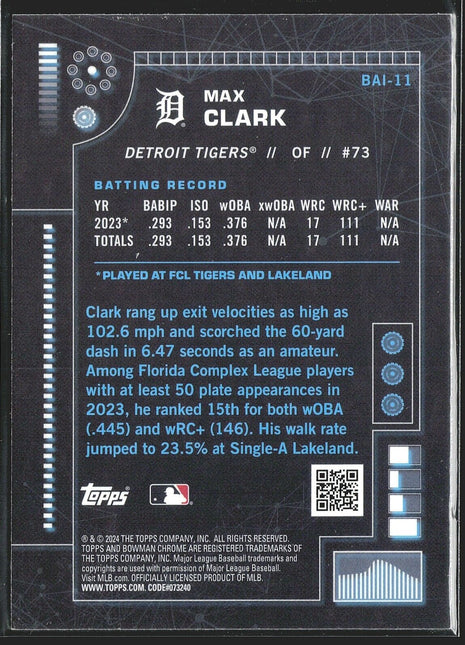 BAI-11
D
MAX
CLARK
DETROIT TIGERS® // OF // #73
BATTING RECORD
YR BABIP ISO wOBA xwOBA WRC WRC+ WAR
2023* .293 .153 .376 N/A 17 111 N/A
TOTALS .293 .153 .376 N/A 17 111 N/A
*PLAYED AT FCL TIGERS AND LAKELAND
Clark rang up exit velocities as high as
102.6 mph and scorched the 60-yard
dash in 6.47 seconds as an amateur.
Among Florida Complex League players
with at least 50 plate appearances in
2023, he ranked 15th for both wOBA
(.445) and wRC+ (146). His walk rate
jumped to 23.5% at Single-A Lakeland.
topps
® & © 2024 THE TOPPS COMPANY, INC. ALL RIGHTS RESERVED.
TOPPS AND BOWMAN CHROME ARE REGISTERED TRADEMARKS OF
THE TOPPS COMPANY, INC. Major League Baseball trademarks and
copyrights are used with permission of Major League Baseball.
Visit MLB.com. OFFICIALLY LICENSED PRODUCT OF MLB.
WWW.TOPPS.COM. CODE#073240